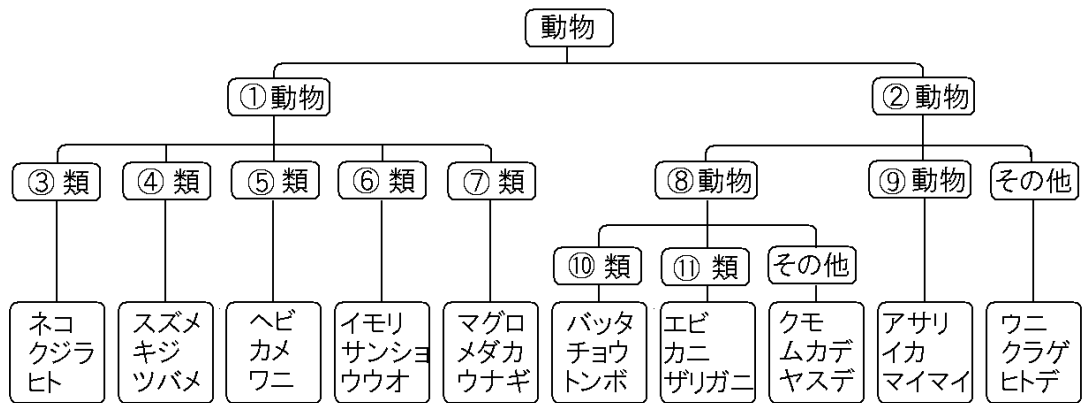 動物
①動物
②動物
③ 類
④ 類
⑤ 類
⑥ 類
⑦ 類
⑧動物
⑨動物
その他
⑩ 類
⑪ 類
その他
ネコ
クジラ
ヒト
スズメ
キジ
ツバメ
ヘビ
カメ
ワニ
イモリ
サンショ
ウウオ
マグロ
メダカ
ウナギ
バッタ
チョウ
トンボ
エビ
カニ
ザリガニ
クモ
ムカデ
ヤスデ
アサリ
イカ
マイマイ
ウニ
クラゲ
ヒトデ